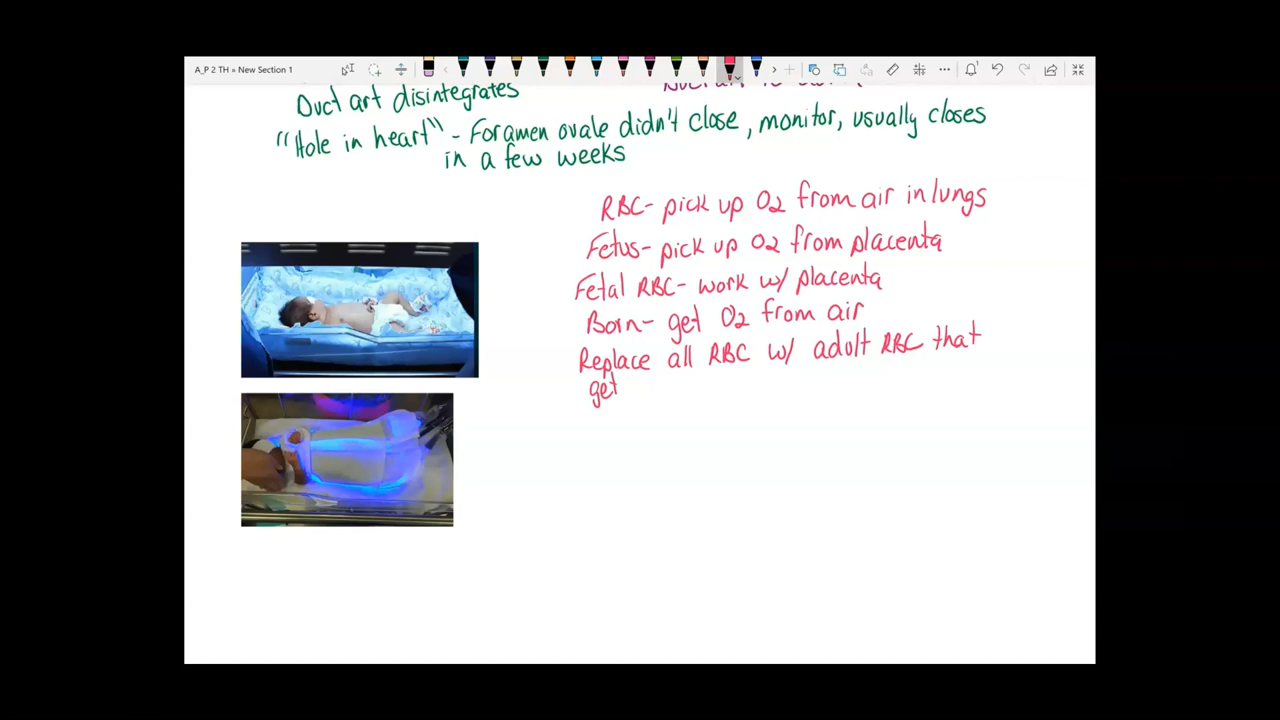 A_P 2 TH » New Section 1
Duct art disintegrates
"Hole in heart" - Foramen ovale didn't close, monitor, usually closes
in a few weeks
RBC- pick up O2 from air in lungs
Fetus- pick up O2 from placenta
Fetal RBC- work w/ placenta
Born- get O2 from air
Replace all RBC w/ adult RBC that
get